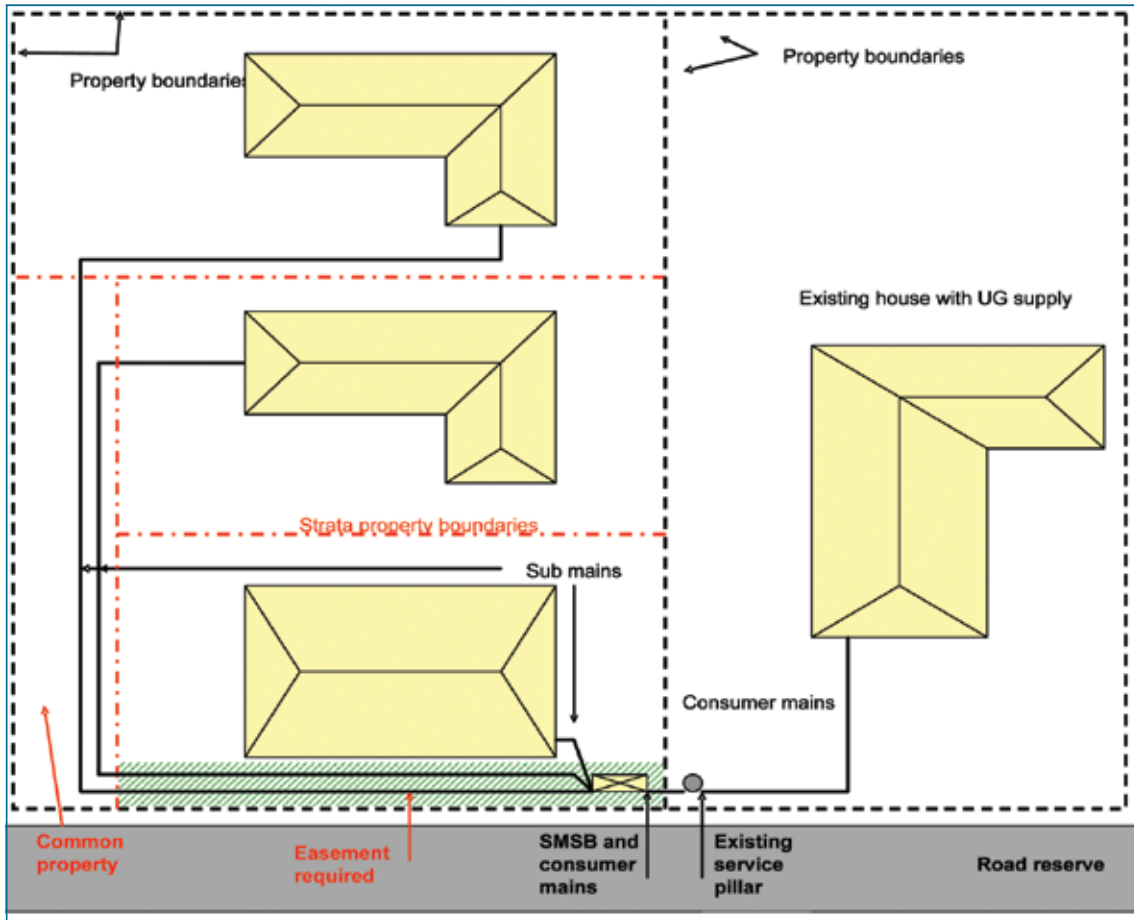 Property boundaries
Property boundaries
Existing house with UG supply
Strata property boundaries
Sub mains
Consumer mains
Common
property
Easement
required
SMSB and
consumer
mains
Existing
service
pillar
Road reserve